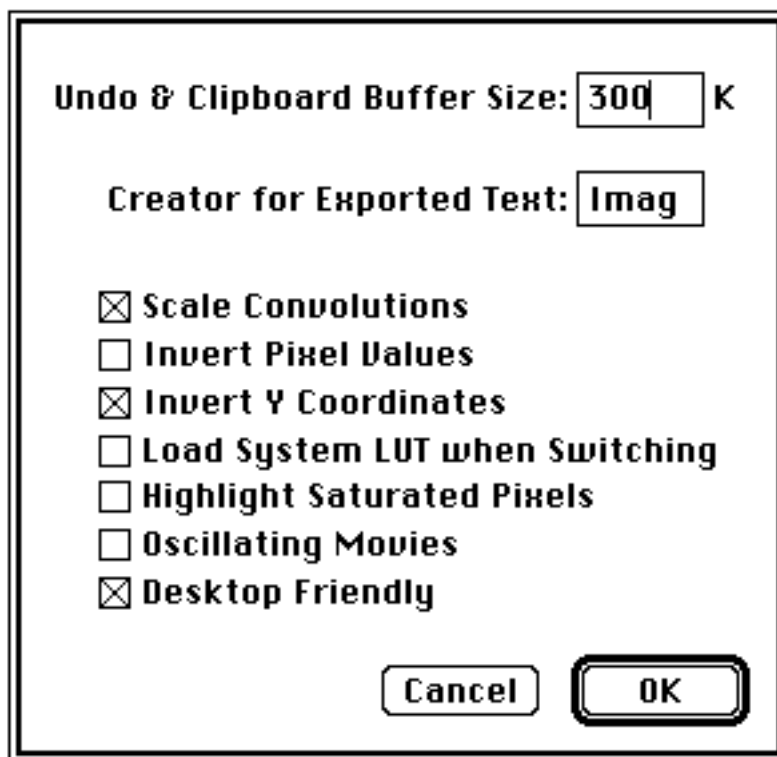 Undo & Clipboard Buffer Size: 300 K
Creator for Exported Text: Imag
Scale Convolutions
Invert Pixel Values
Invert Y Coordinates
Load System LUT when Switching
Highlight Saturated Pixels
Oscillating Movies
Desktop Friendly
Cancel OK